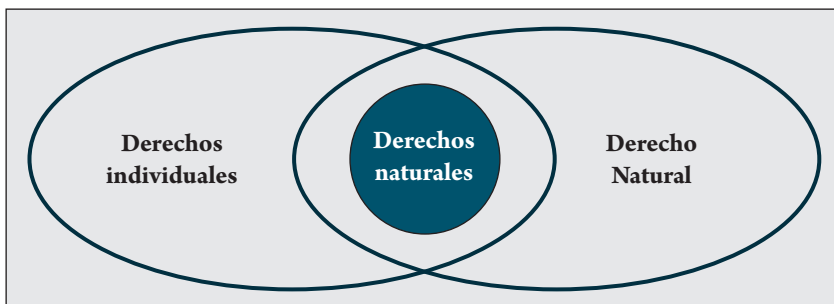 Derechos
individuales
Derechos
naturales
Derecho
Natural